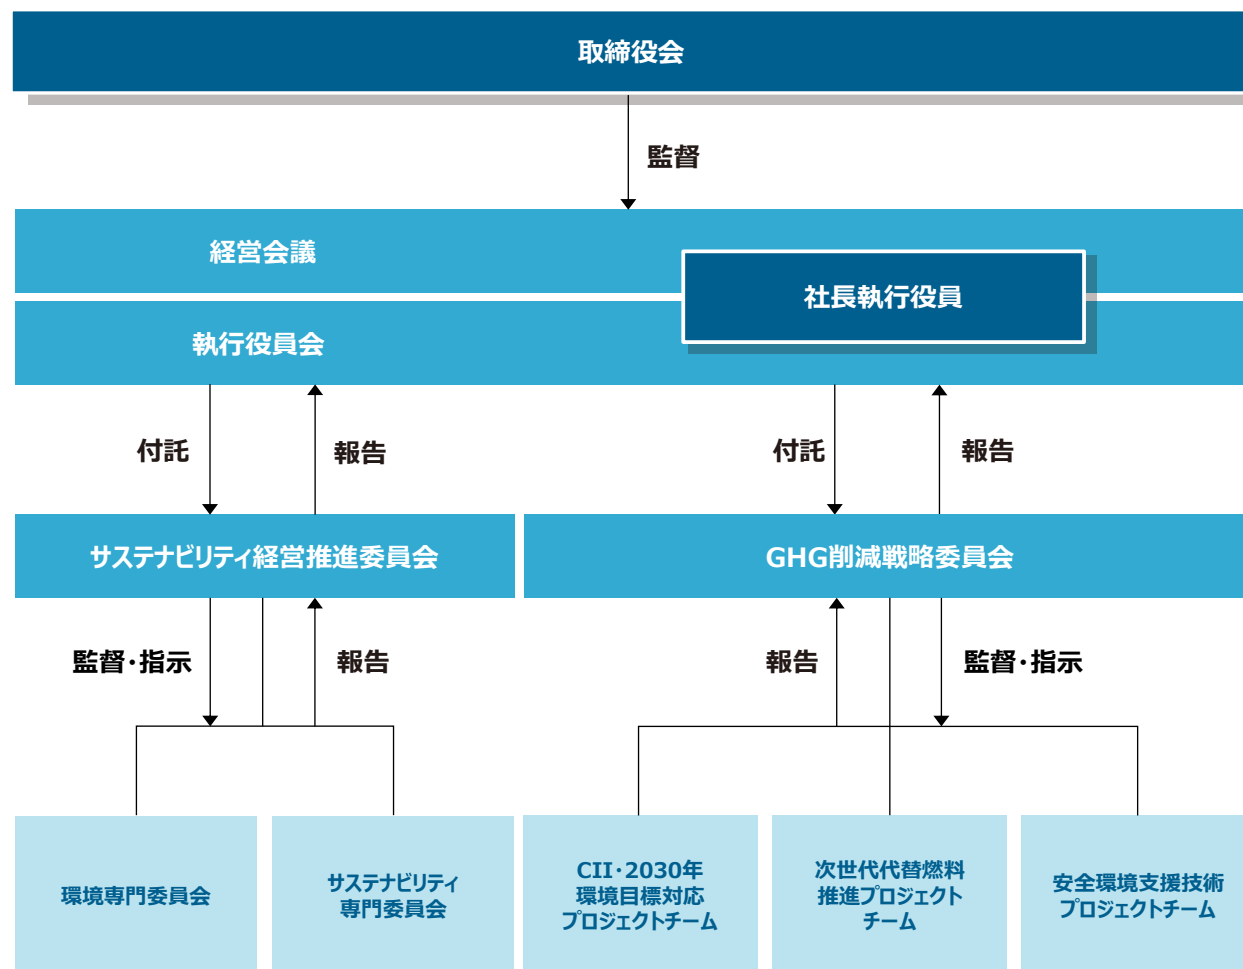 取締役会
監督
経営会議
社長執行役員
執行役員会
付託
報告
付託
報告
サステナビリティ経営推進委員会
GHG削減戦略委員会
監督・指示
報告
報告
監督・指示
環境専門委員会
サステナビリティ
専門委員会
CII・2030年
環境目標対応
プロジェクトチーム
次世代代替燃料
推進プロジェクト
チーム
安全環境支援技術
プロジェクトチーム